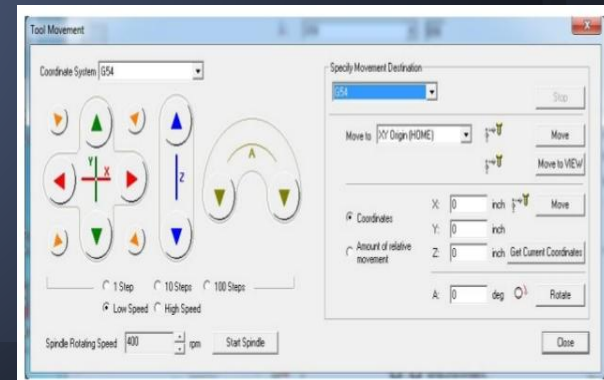 Tool Movement
Coordinate System G54
Y
X
Z
A
1 Step 10 Steps 100 Steps
Low Speed High Speed
Spindle Rotating Speed 400 rpm Start Spindle
Specify Movement Destination
G54
Stop
Move to XY Origin (HOME) Move
Move to VIEW
Coordinates
Amount of relative movement
X: 0 inch Move
Y: 0 inch
Z: 0 inch Get Current Coordinates
A: 0 deg Rotate
Close